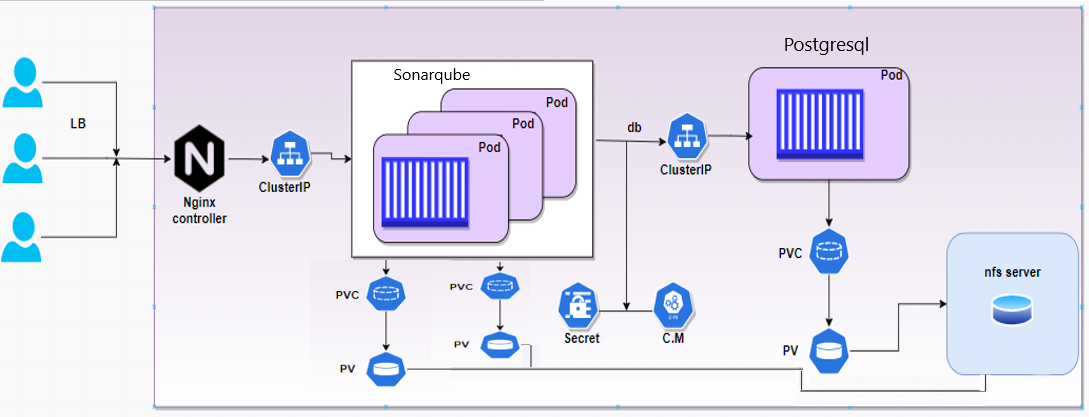 Postgresql
Sonarqube
Pod
Pod
Pod
Pod
LB
db
N
ClusterIP
ClusterIP
Nginx
controller
PVC
PVC
PVC
nfs server
Secret
C.M
PV
PV
PV